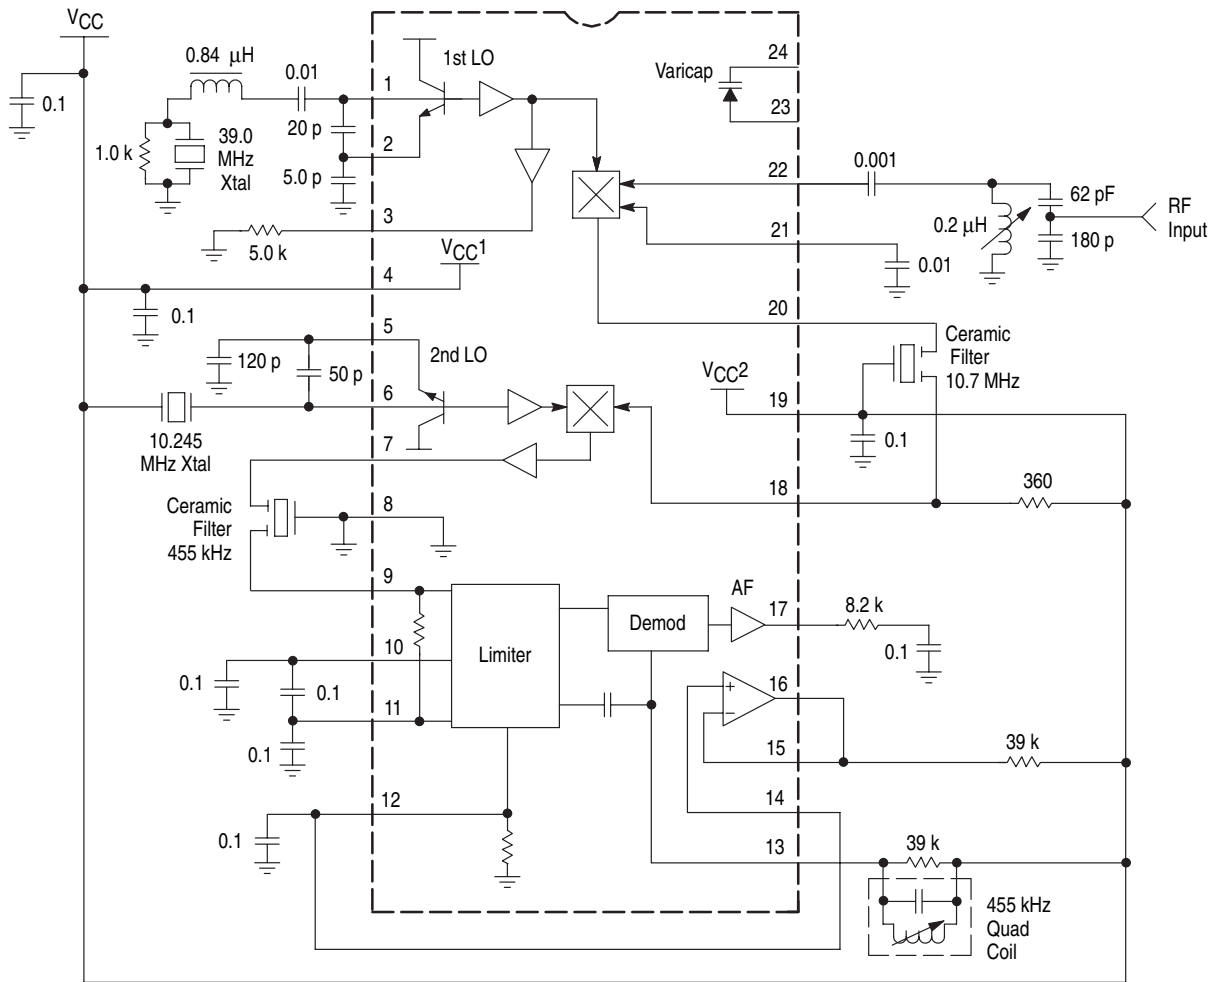 VCC
0.1
0.84 μH
0.01
1.0 k
39.0
MHz
Xtal
20 p
5.0 p
1
2
3
5.0 k
1st LO
VCC1
4
0.1
5
120 p
50 p
2nd LO
6
10.245
MHz Xtal
7
Ceramic
Filter
455 kHz
8
9
10
0.1
0.1
11
0.1
12
0.1
Limiter
Demod
AF
+
−
Varicap
24
23
22
0.001
62 pF
RF
Input
0.2 μH
180 p
21
0.01
20
Ceramic
Filter
10.7 MHz
VCC2
19
0.1
18
360
17
8.2 k
0.1
16
15
39 k
14
13
39 k
455 kHz
Quad
Coil